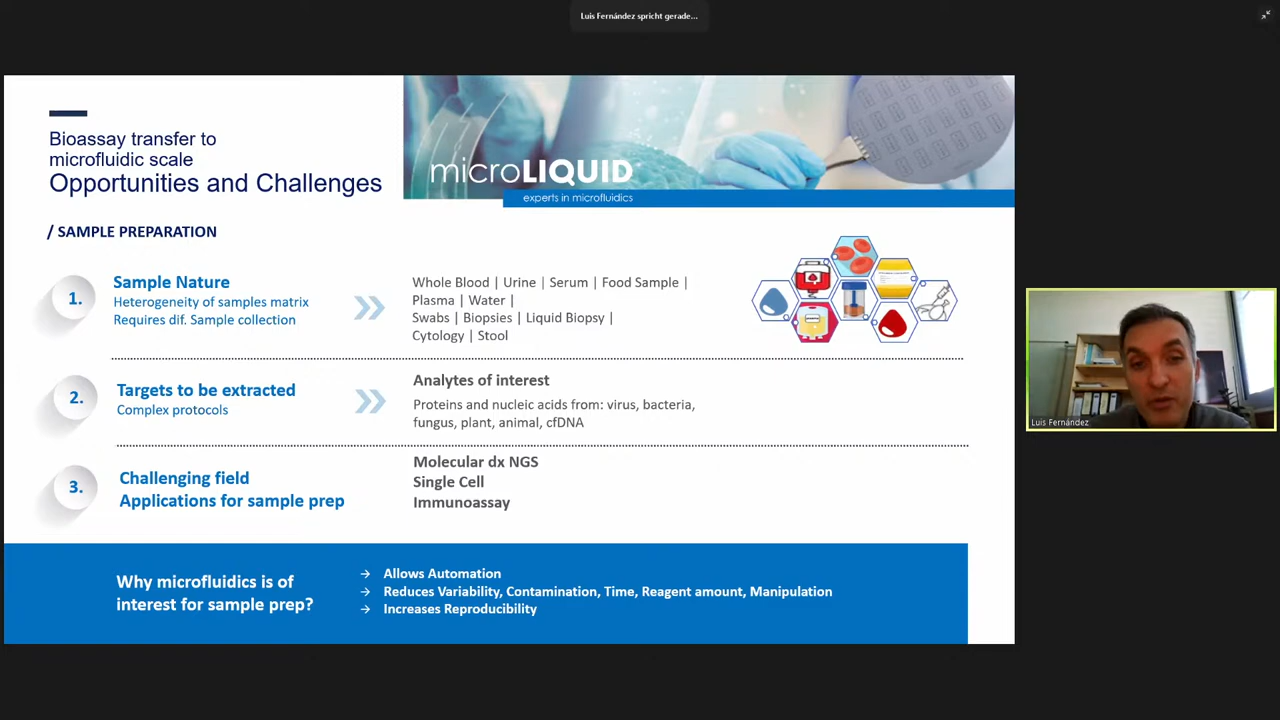 Luis Fernández spricht gerade...
Bioassay transfer to
microfluidic scale
Opportunities and Challenges
microLIQUID
experts in microfluidics
/ SAMPLE PREPARATION
1.
Sample Nature
Heterogeneity of samples matrix
Requires dif. Sample collection
Whole Blood | Urine | Serum | Food Sample |
Plasma | Water |
Swabs | Biopsies | Liquid Biopsy |
Cytology | Stool
2.
Targets to be extracted
Complex protocols
Analytes of interest
Proteins and nucleic acids from: virus, bacteria,
fungus, plant, animal, cfDNA
3.
Challenging field
Applications for sample prep
Molecular dx NGS
Single Cell
Immunoassay
Why microfluidics is of
interest for sample prep?
→ Allows Automation
→ Reduces Variability, Contamination, Time, Reagent amount, Manipulation
→ Increases Reproducibility
Luis Fernández